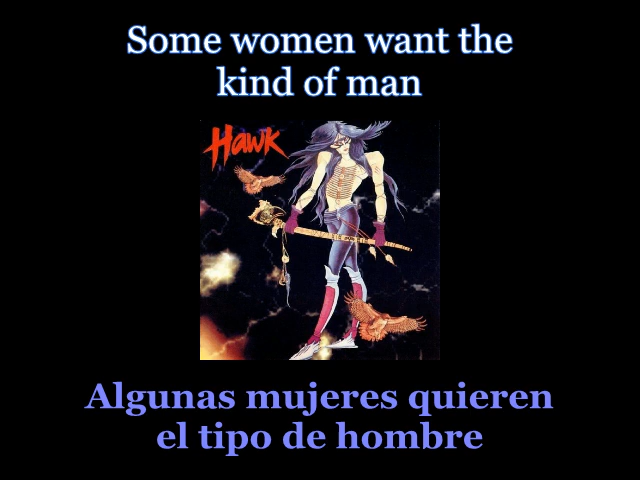 Some women want the
kind of man
Hawk
Algunas mujeres quieren
el tipo de hombre